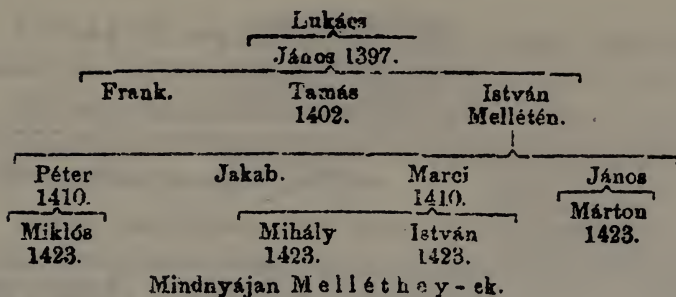 Lukács
János 1397.
Frank. Tamás István
1402. Mellétén.
Péter Jakab. Marci János
1410. 1410. Márton
Miklós Mihály István 1423.
1423. 1423. 1423.
Mindnyájan Melléthey-ek.